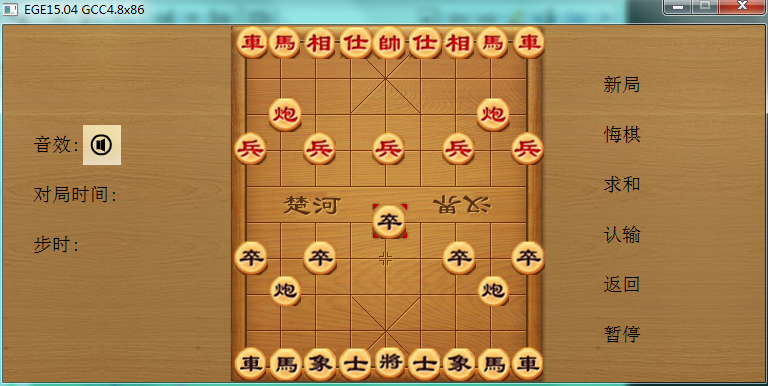 EGE15.04 GCC4.8x86
車 馬 相 仕 帥 仕 相 馬 車
炮 炮
兵 兵 兵 兵 兵
楚河 汉界
卒
卒 卒 卒 卒
炮 炮
車 馬 象 士 將 士 象 馬 車
音效:
对局时间:
步时:
新局
悔棋
求和
认输
返回
暂停